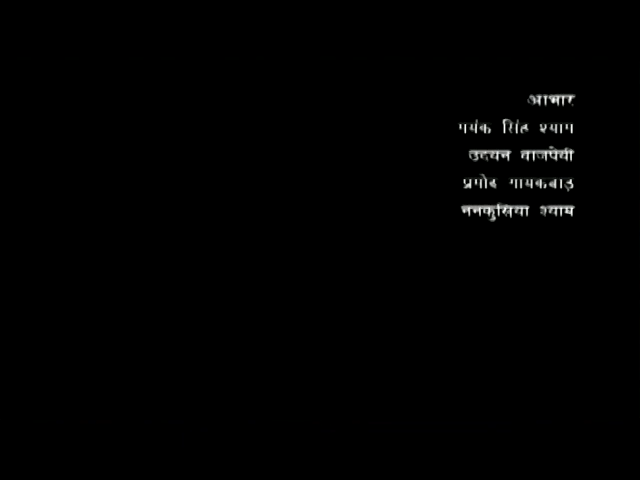 आभार
मयंक सिंह श्याम
उदयन वाजपेयी
प्रमोद गायकवाड़
ननकुसिया श्याम